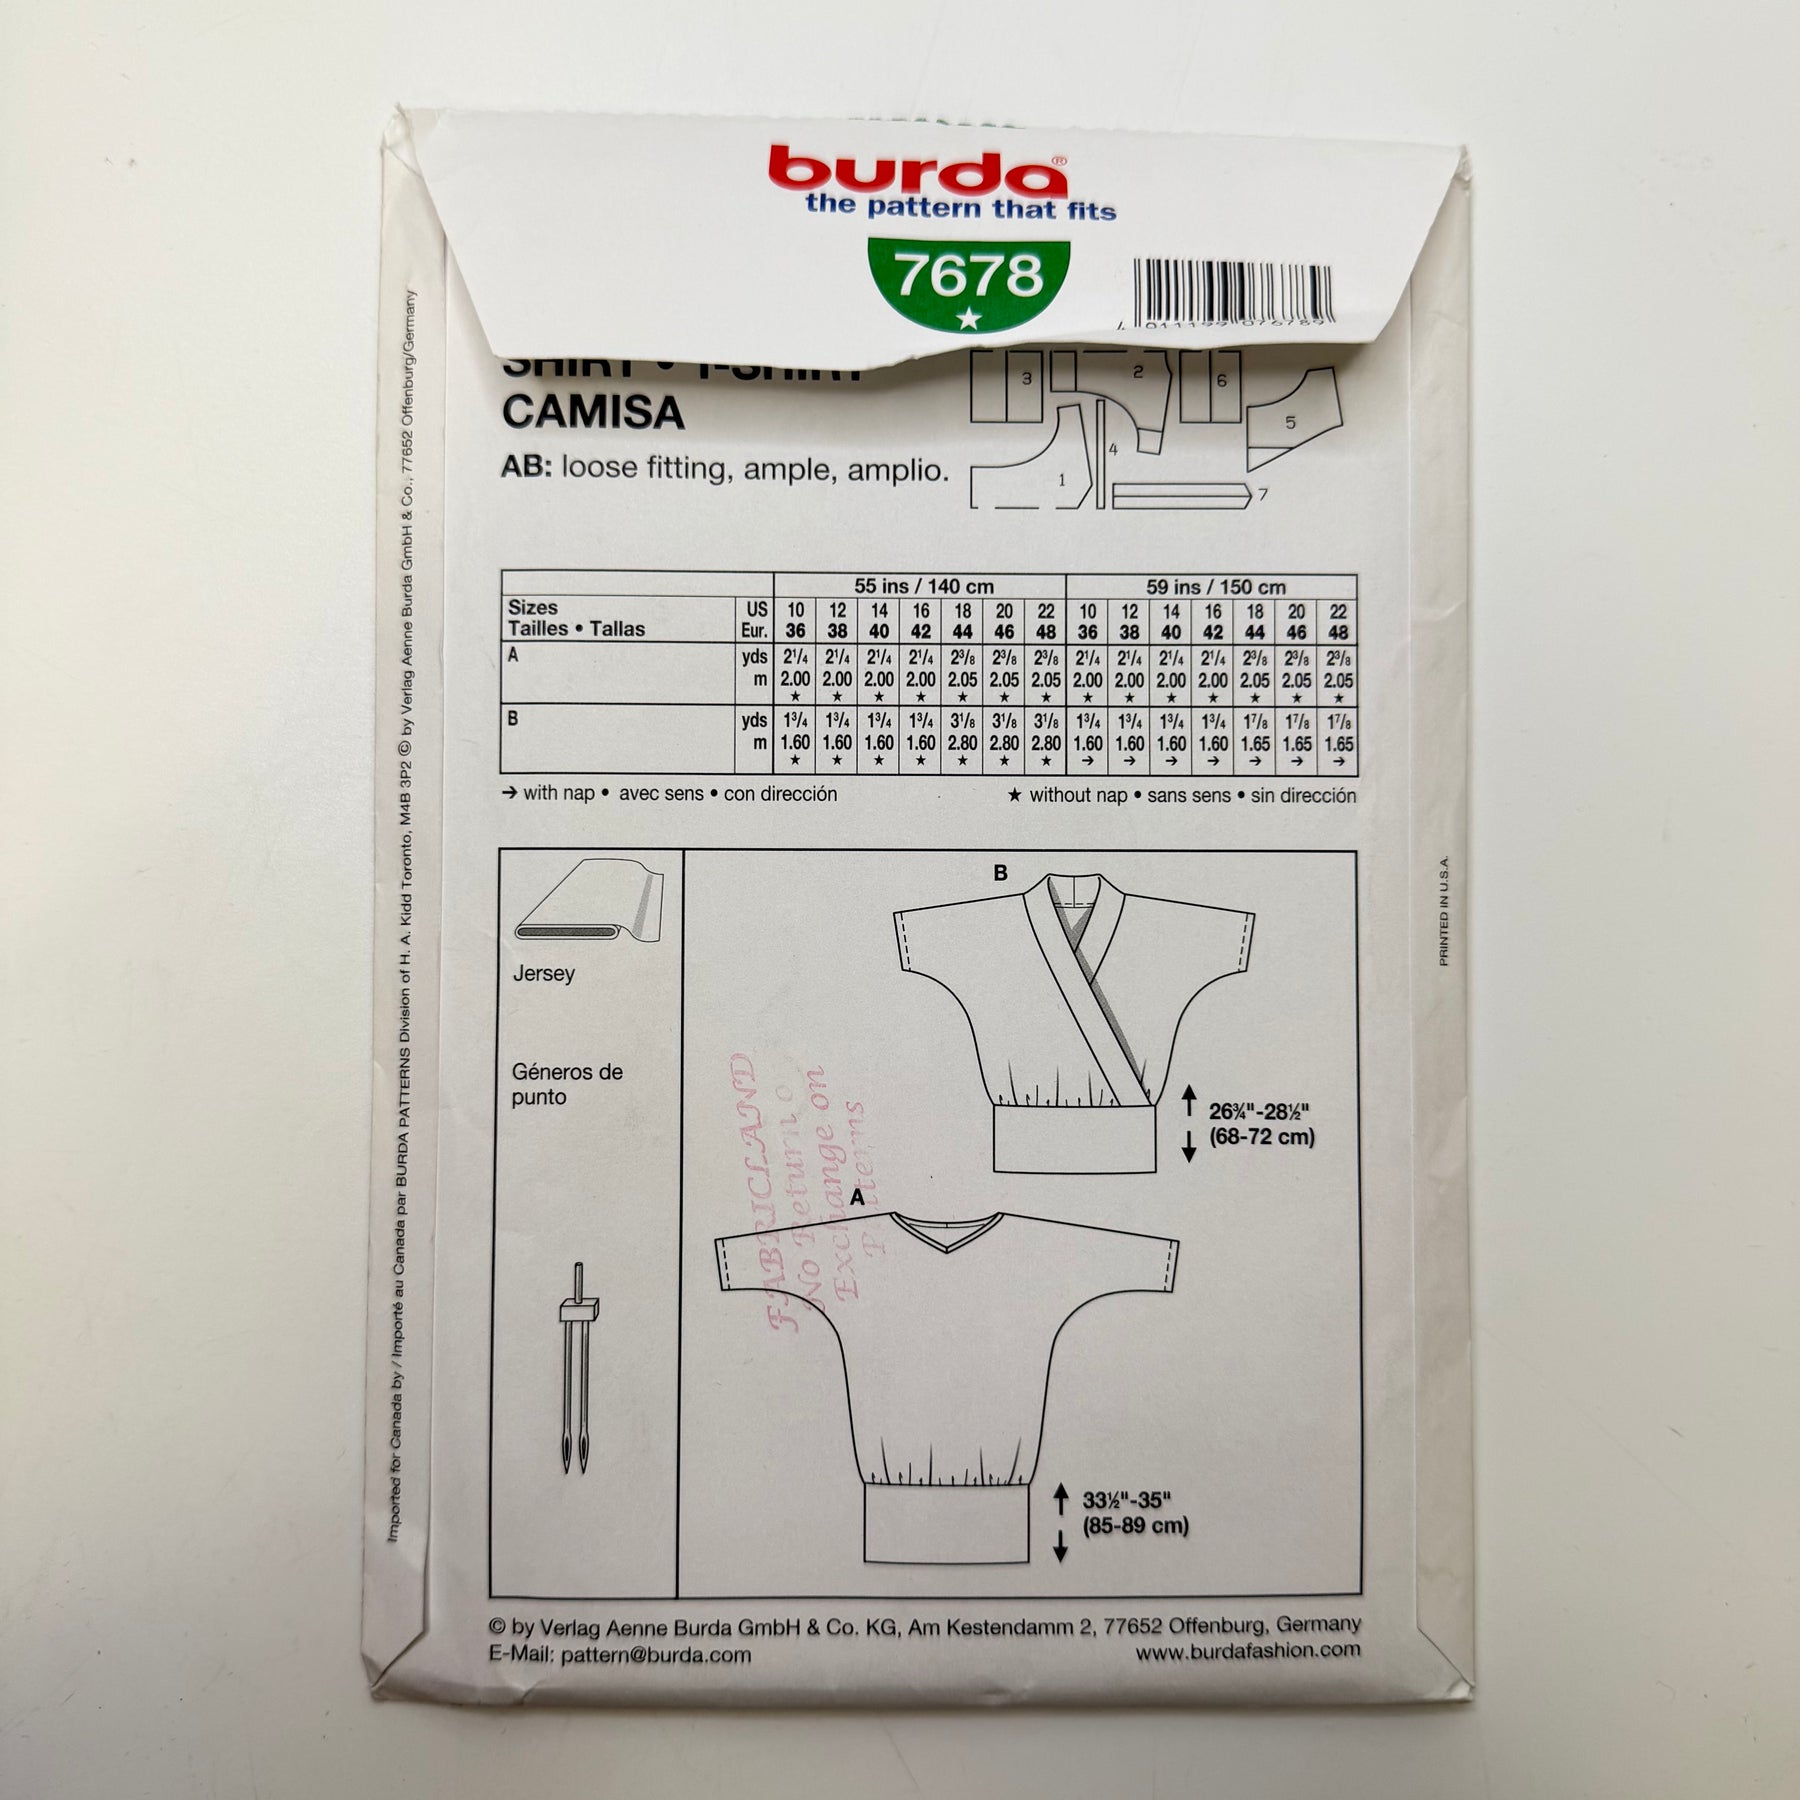 burda®
the pattern that fits
7678
★
4 011199 076789
SHIRT • T-SHIRT
CAMISA
AB: loose fitting, ample, amplio.
3 2 6 5
1 4 7
55 ins / 140 cm 59 ins / 150 cm
Sizes US 10 12 14 16 18 20 22 10 12 14 16 18 20 22
Tailles • Tallas Eur. 36 38 40 42 44 46 48 36 38 40 42 44 46 48
A yds 2¹/₄ 2¹/₄ 2¹/₄ 2¹/₄ 2³/₈ 2³/₈ 2³/₈ 2¹/₄ 2¹/₄ 2¹/₄ 2¹/₄ 2³/₈ 2³/₈ 2³/₈
m 2.00 2.00 2.00 2.00 2.05 2.05 2.05 2.00 2.00 2.00 2.00 2.05 2.05 2.05
★ ★ ★ ★ ★ ★ ★ ★ ★ ★ ★ ★ ★ ★
B yds 1³/₄ 1³/₄ 1³/₄ 1³/₄ 3¹/₈ 3¹/₈ 3¹/₈ 1³/₄ 1³/₄ 1³/₄ 1³/₄ 1⁷/₈ 1⁷/₈ 1⁷/₈
m 1.60 1.60 1.60 1.60 2.80 2.80 2.80 1.60 1.60 1.60 1.60 1.65 1.65 1.65
★ ★ ★ ★ ★ ★ ★ → → → → → → →
→ with nap • avec sens • con dirección ★ without nap • sans sens • sin dirección
Jersey
Géneros de
punto
B
26¾"-28½"
(68-72 cm)
A
33½"-35"
(85-89 cm)
FABRICLAND
No Return o
Exchange on
Patterns
© by Verlag Aenne Burda GmbH & Co. KG, Am Kestendamm 2, 77652 Offenburg, Germany
E-Mail: pattern@burda.com www.burdafashion.com
Imported for Canada by / Importé au Canada par BURDA PATTERNS Division of H. A. Kidd Toronto, M4B 3P2 © by Verlag Aenne Burda GmbH & Co., 77652 Offenburg/Germany
PRINTED IN U.S.A.